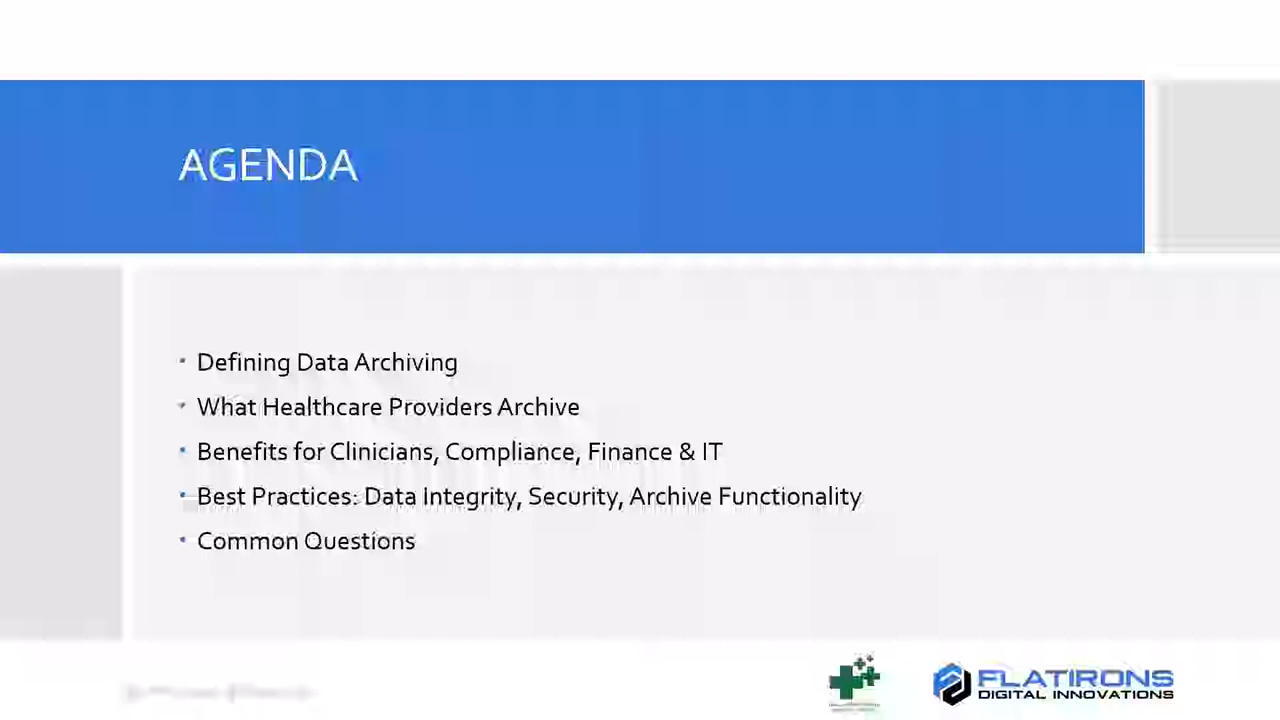 AGENDA
• Defining Data Archiving
• What Healthcare Providers Archive
• Benefits for Clinicians, Compliance, Finance & IT
• Best Practices: Data Integrity, Security, Archive Functionality
• Common Questions
FLATIRONS
DIGITAL INNOVATIONS